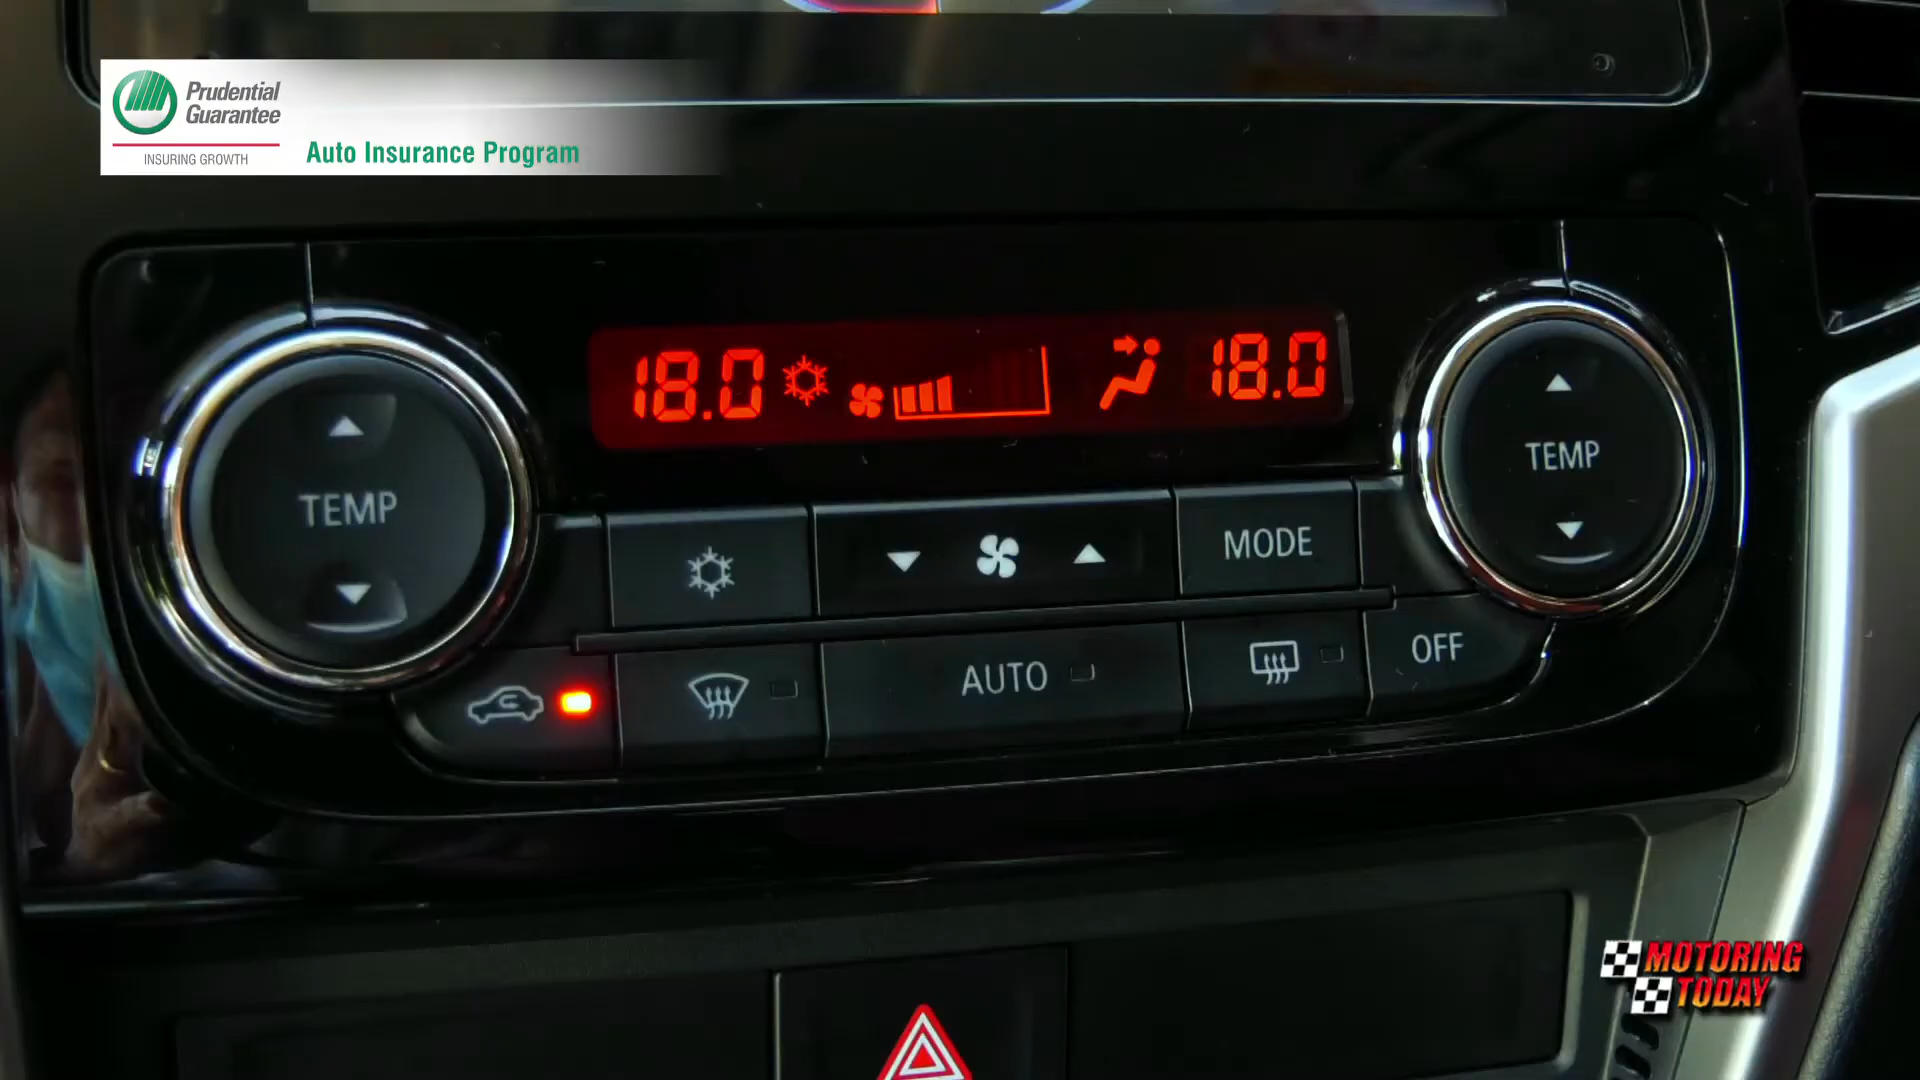 Prudential
Guarantee
INSURING GROWTH
Auto Insurance Program
18.0
18.0
TEMP
TEMP
MODE
AUTO
OFF
MOTORING
TODAY